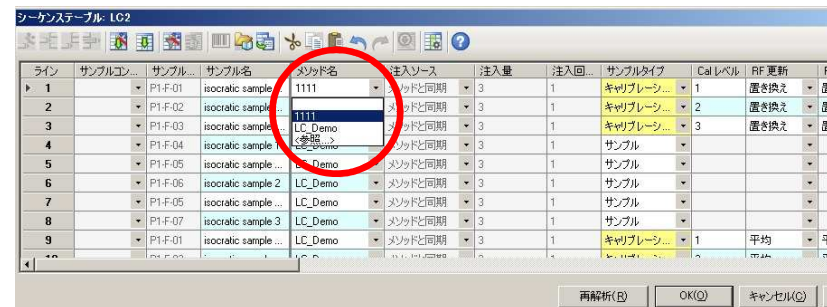 シーケンステーブル: LC2
ライン サンプルコン... サンプル... サンプル名 メソッド名 注入ソース 注入量 注入回... サンプルタイプ Cal レベル RF 更新
1 P1-F-01 isocratic sample ... 1111 メソッドと同期 3 1 キャリブレーシ... 1 置き換え
2 P1-F-02 isocratic sample 1111 メソッドと同期 3 1 キャリブレーシ... 2 置き換え
3 P1-F-03 isocratic sample LC_Demo メソッドと同期 3 1 キャリブレーシ... 3 置き換え
<参照...>
4 P1-F-04 isocratic sample 1 LC_Demo メソッドと同期 3 1 サンプル
5 P1-F-05 isocratic sample ... LC_Demo メソッドと同期 3 1 サンプル
6 P1-F-06 isocratic sample 2 LC_Demo メソッドと同期 3 1 サンプル
7 P1-F-05 isocratic sample ... LC_Demo メソッドと同期 3 1 サンプル
8 P1-F-07 isocratic sample 3 LC_Demo メソッドと同期 3 1 サンプル
9 P1-F-01 isocratic sample ... LC_Demo メソッドと同期 3 1 キャリブレーシ... 1 平均
再解析(R) OK(O) キャンセル(C)